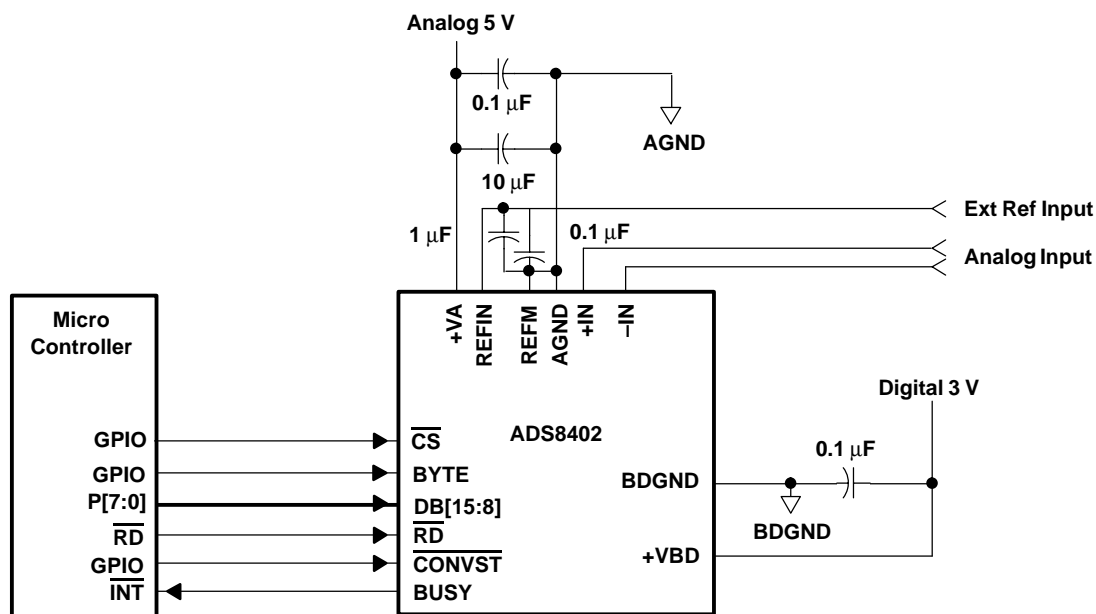 Analog 5 V
0.1 μF
AGND
10 μF
Ext Ref Input
1 μF
0.1 μF
Analog Input
+VA
REFIN
REFM
AGND
+IN
–IN
Micro
Controller
Digital 3 V
GPIO
CS
ADS8402
0.1 μF
GPIO
BYTE
BDGND
P[7:0]
DB[15:8]
RD
RD
BDGND
GPIO
CONVST
+VBD
INT
BUSY